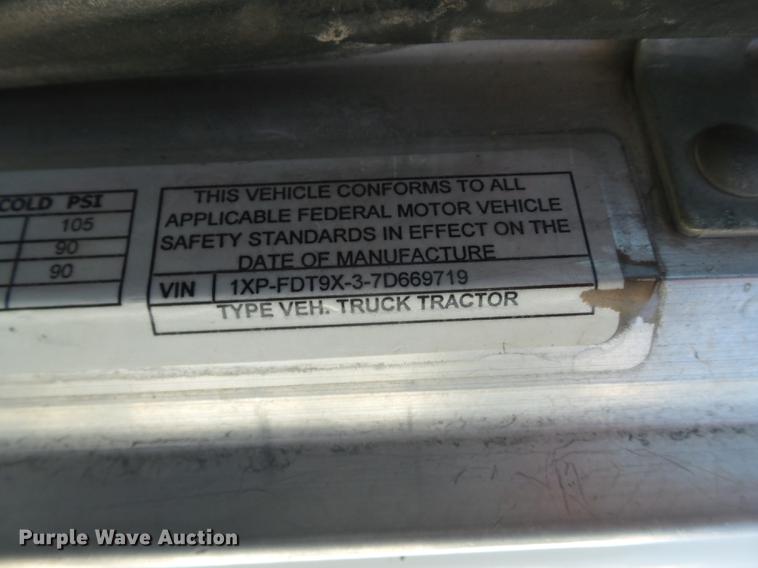 COLD PSI
105
90
90
THIS VEHICLE CONFORMS TO ALL
APPLICABLE FEDERAL MOTOR VEHICLE
SAFETY STANDARDS IN EFFECT ON THE
DATE OF MANUFACTURE
VIN 1XP-FDT9X-3-7D669719
TYPE VEH. TRUCK TRACTOR
Purple Wave Auction